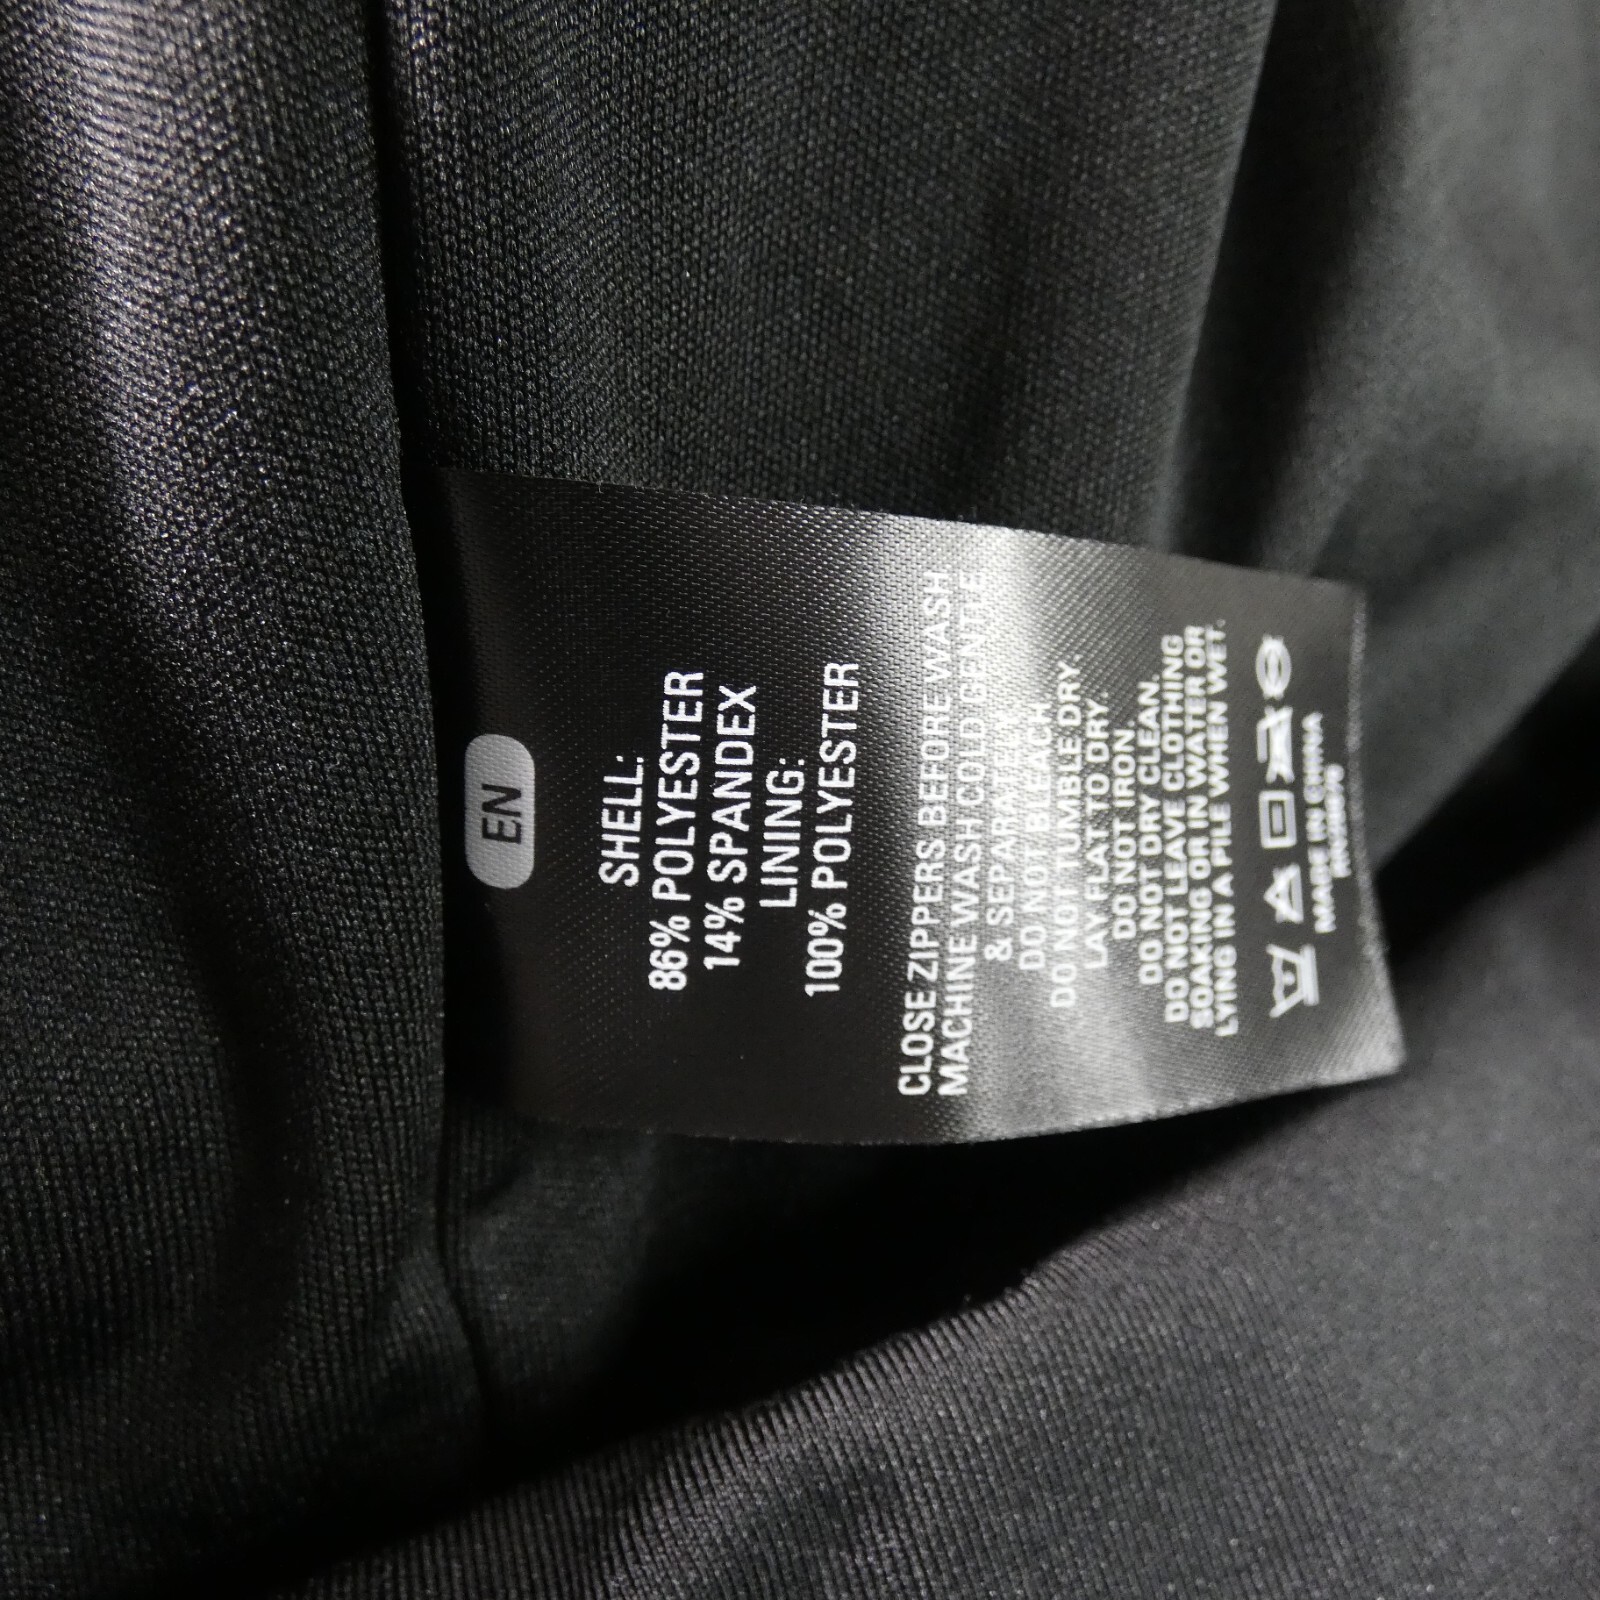 EN
SHELL:
86% POLYESTER
14% SPANDEX
LINING:
100% POLYESTER
CLOSE ZIPPERS BEFORE WASH
MACHINE WASH COLD GENTLE
& SEPARATELY.
DO NOT BLEACH.
DO NOT TUMBLE DRY.
LAY FLAT TO DRY.
DO NOT IRON.
DO NOT DRY CLEAN.
DO NOT LEAVE CLOTHING
SOAKING OR IN WATER OR
LYING IN A PILE WHEN WET.
MADE IN CHINA